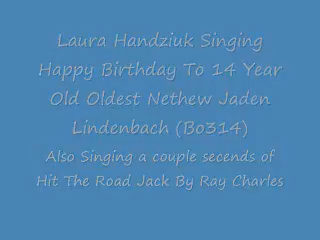 Laura Handziuk Singing
Happy Birthday To 14 Year
Old Oldest Nethew Jaden
Lindenbach (Bo314)
Also Singing a couple secends of
Hit The Road Jack By Ray Charles